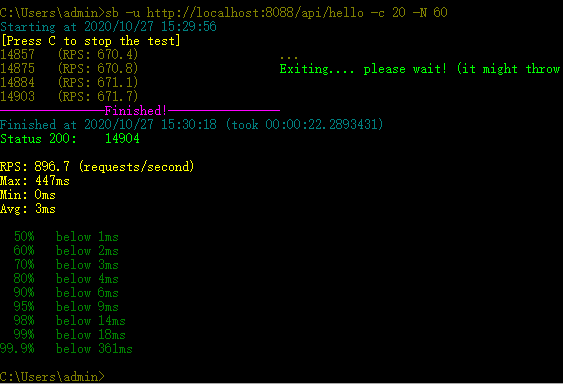 C:\Users\admin>sb -u http://localhost:8088/api/hello -c 20 -N 60
Starting at 2020/10/27 15:29:56
[Press C to stop the test]
14857   (RPS: 670.4)                    ...
14875   (RPS: 670.8)                    Exiting.... please wait! (it might throw
14884   (RPS: 671.1)
14903   (RPS: 671.7)
---------------Finished!----------------
Finished at 2020/10/27 15:30:18 (took 00:00:22.2893431)
Status 200:    14904
RPS: 896.7 (requests/second)
Max: 447ms
Min: 0ms
Avg: 3ms
50%   below 1ms
60%   below 2ms
70%   below 3ms
80%   below 4ms
90%   below 6ms
95%   below 9ms
98%   below 14ms
99%   below 18ms
99.9%   below 361ms
C:\Users\admin>